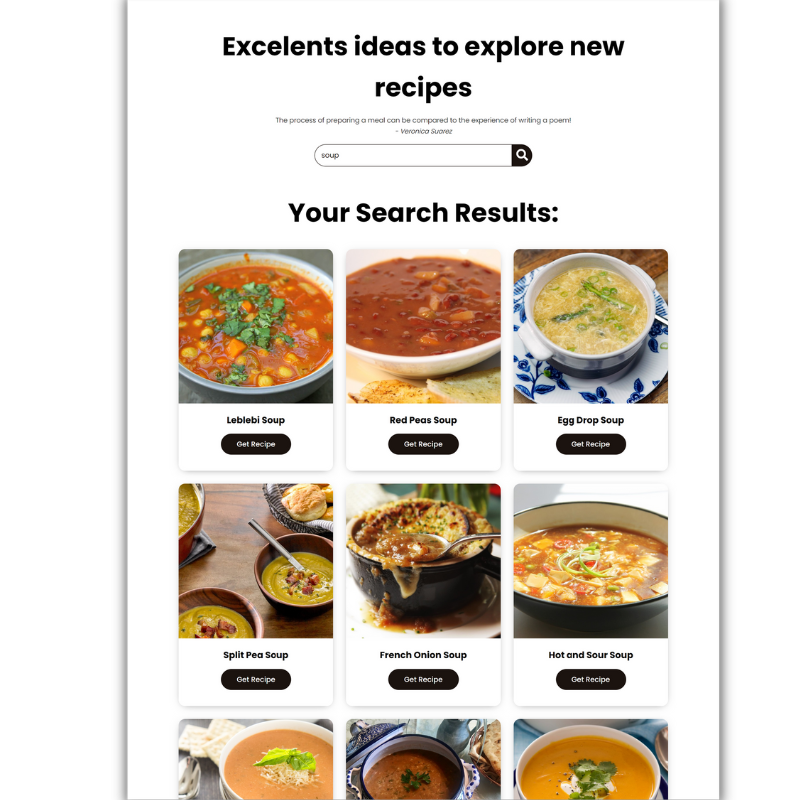 Excelents ideas to explore new
recipes
The process of preparing a meal can be compared to the experience of writing a poem!
- Veronica Suarez
soup
Your Search Results:
Leblebi Soup
Get Recipe
Red Peas Soup
Get Recipe
Egg Drop Soup
Get Recipe
Split Pea Soup
Get Recipe
French Onion Soup
Get Recipe
Hot and Sour Soup
Get Recipe